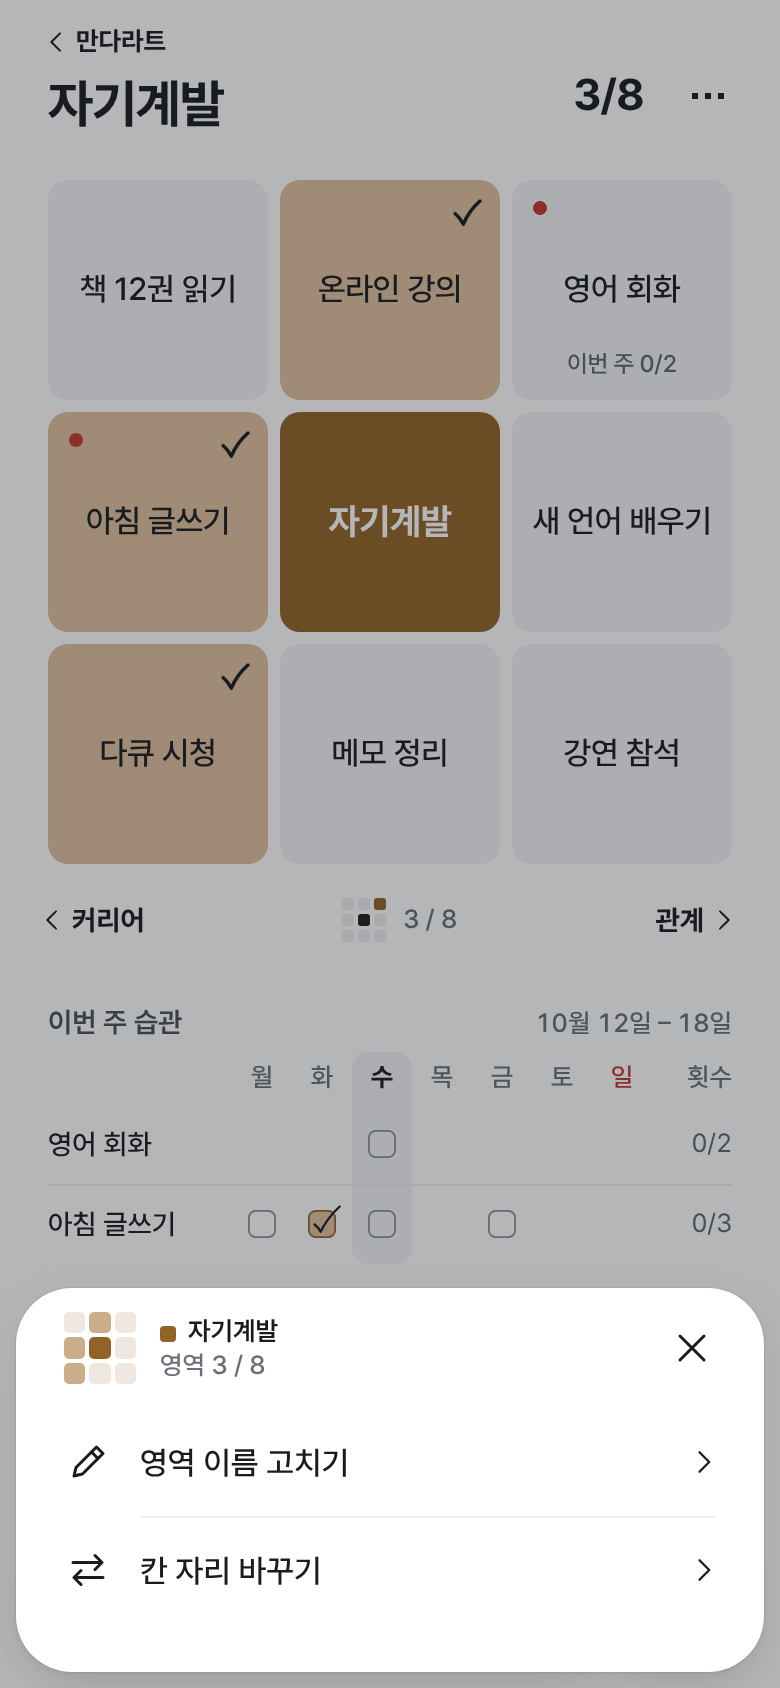 만다라트
자기계발 3/8 ...
책 12권 읽기 온라인 강의 영어 회화
이번 주 0/2
아침 글쓰기 자기계발 새 언어 배우기
다큐 시청 메모 정리 강연 참석
커리어 3 / 8 관계
이번 주 습관 10월 12일 – 18일
월 화 수 목 금 토 일 횟수
영어 회화 0/2
아침 글쓰기 0/3
자기계발
영역 3 / 8
영역 이름 고치기
칸 자리 바꾸기